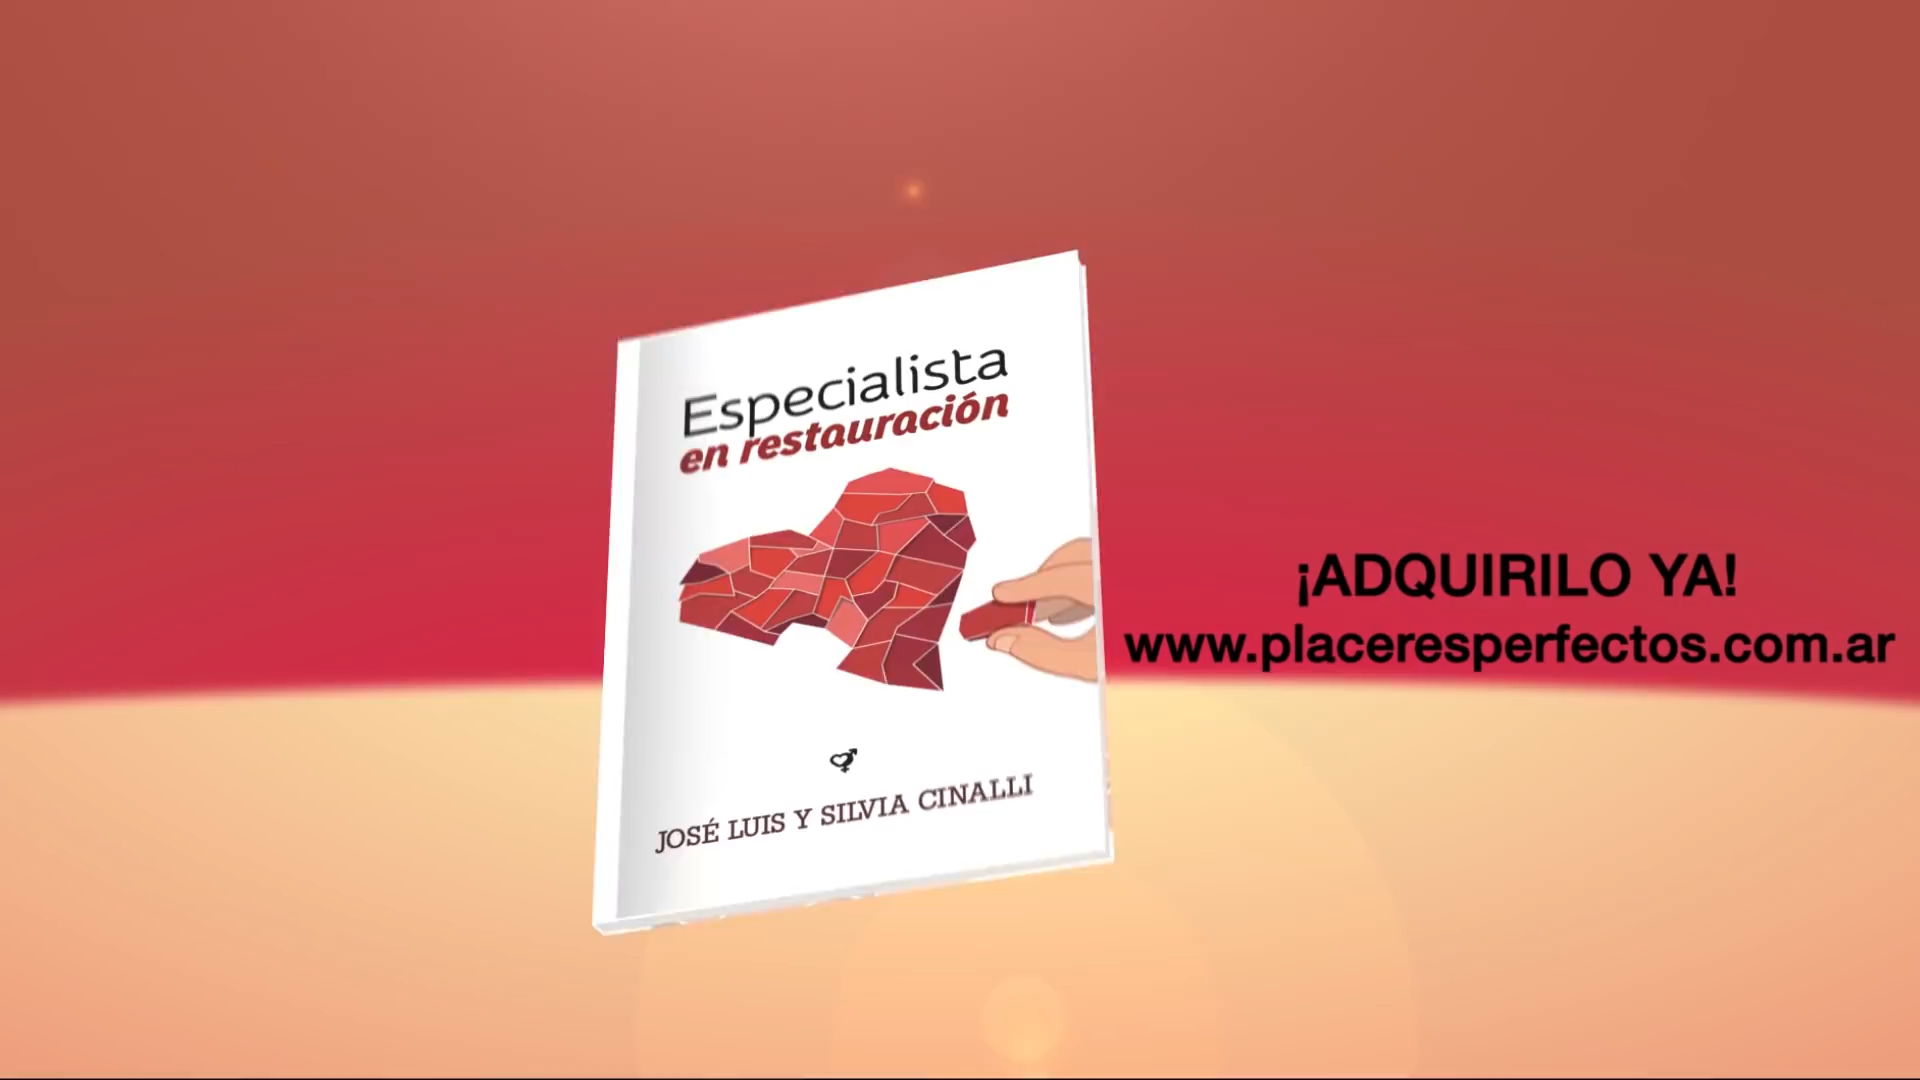 Especialista
en restauración
JOSÉ LUIS Y SILVIA CINALLI
¡ADQUIRILO YA!
www.placeresperfectos.com.ar